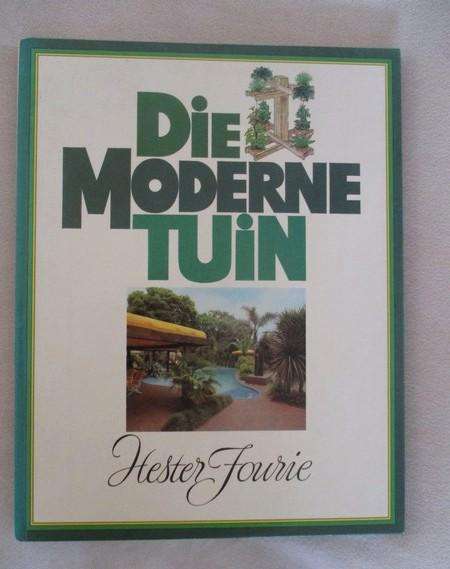 DiE
MODERNE
TUiN
Hester Fourie